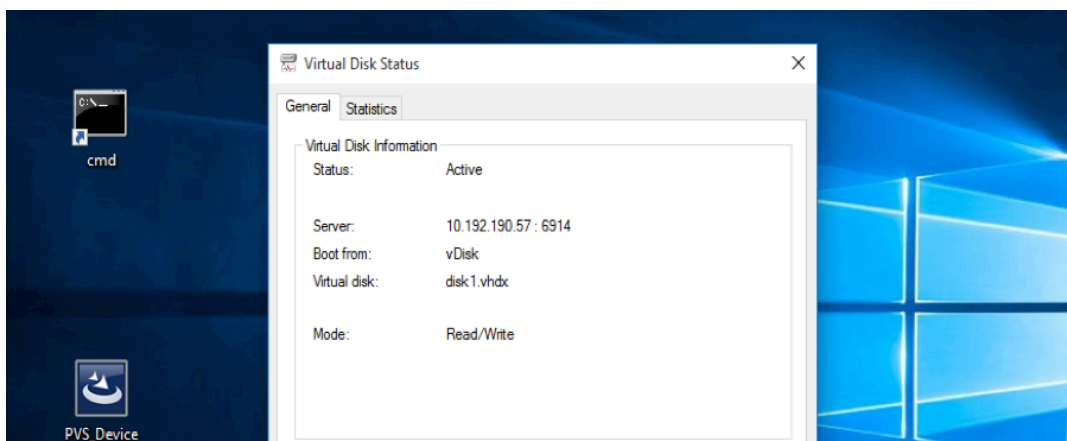 Virtual Disk Status
General Statistics
Virtual Disk Information
Status: Active
Server: 10.192.190.57 : 6914
Boot from: vDisk
Virtual disk: disk1.vhdx
Mode: Read/Write
C:\_
cmd
PVS Device